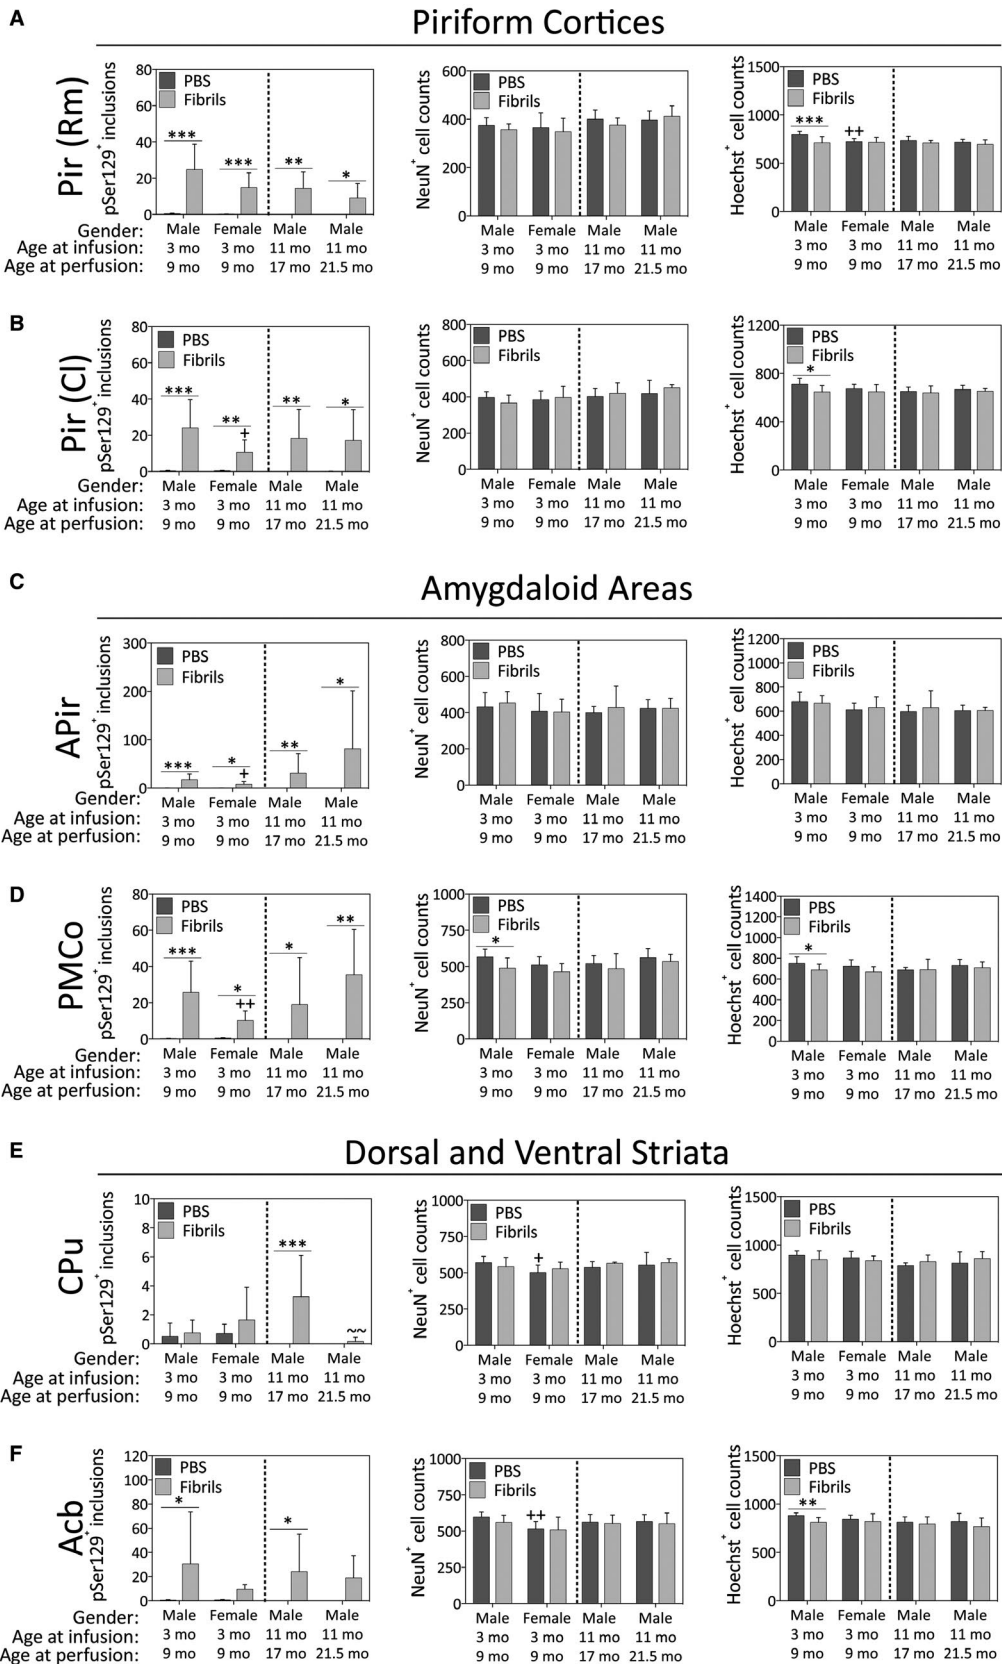 A
Piriform Cortices
Pir (Rm)
pSer129+ inclusions
80
60
40
20
0
PBS
Fibrils
***
***
**
*
Gender: Male Female Male Male
Age at infusion: 3 mo 3 mo 11 mo 11 mo
Age at perfusion: 9 mo 9 mo 17 mo 21.5 mo
NeuN+ cell counts
600
400
200
0
PBS
Fibrils
Male Female Male Male
3 mo 3 mo 11 mo 11 mo
9 mo 9 mo 17 mo 21.5 mo
Hoechst+ cell counts
1500
1000
500
0
PBS
Fibrils
***
++
Male Female Male Male
3 mo 3 mo 11 mo 11 mo
9 mo 9 mo 17 mo 21.5 mo
B
Pir (Cl)
pSer129+ inclusions
80
60
40
20
0
PBS
Fibrils
***
**
+
**
*
Gender: Male Female Male Male
Age at infusion: 3 mo 3 mo 11 mo 11 mo
Age at perfusion: 9 mo 9 mo 17 mo 21.5 mo
NeuN+ cell counts
800
600
400
200
0
PBS
Fibrils
Male Female Male Male
3 mo 3 mo 11 mo 11 mo
9 mo 9 mo 17 mo 21.5 mo
Hoechst+ cell counts
1200
800
400
0
PBS
Fibrils
*
Male Female Male Male
3 mo 3 mo 11 mo 11 mo
9 mo 9 mo 17 mo 21.5 mo
C
Amygdaloid Areas
APir
pSer129+ inclusions
300
200
100
0
PBS
Fibrils
***
*
+
**
*
Gender: Male Female Male Male
Age at infusion: 3 mo 3 mo 11 mo 11 mo
Age at perfusion: 9 mo 9 mo 17 mo 21.5 mo
NeuN+ cell counts
800
600
400
200
0
PBS
Fibrils
Male Female Male Male
3 mo 3 mo 11 mo 11 mo
9 mo 9 mo 17 mo 21.5 mo
Hoechst+ cell counts
1200
1000
800
600
400
200
0
PBS
Fibrils
Male Female Male Male
3 mo 3 mo 11 mo 11 mo
9 mo 9 mo 17 mo 21.5 mo
D
PMCo
pSer129+ inclusions
80
60
40
20
0
PBS
Fibrils
***
*
++
*
**
Gender: Male Female Male Male
Age at infusion: 3 mo 3 mo 11 mo 11 mo
Age at perfusion: 9 mo 9 mo 17 mo 21.5 mo
NeuN+ cell counts
1000
750
500
250
0
PBS
Fibrils
*
Male Female Male Male
3 mo 3 mo 11 mo 11 mo
9 mo 9 mo 17 mo 21.5 mo
Hoechst+ cell counts
1400
1200
1000
800
600
400
200
0
PBS
Fibrils
*
Male Female Male Male
3 mo 3 mo 11 mo 11 mo
9 mo 9 mo 17 mo 21.5 mo
E
Dorsal and Ventral Striata
CPu
pSer129+ inclusions
10
8
6
4
2
0
PBS
Fibrils
***
~~
Gender: Male Female Male Male
Age at infusion: 3 mo 3 mo 11 mo 11 mo
Age at perfusion: 9 mo 9 mo 17 mo 21.5 mo
NeuN+ cell counts
1000
750
500
250
0
PBS
Fibrils
+
Male Female Male Male
3 mo 3 mo 11 mo 11 mo
9 mo 9 mo 17 mo 21.5 mo
Hoechst+ cell counts
1500
1000
500
0
PBS
Fibrils
Male Female Male Male
3 mo 3 mo 11 mo 11 mo
9 mo 9 mo 17 mo 21.5 mo
F
Acb
pSer129+ inclusions
120
100
80
60
40
20
0
PBS
Fibrils
*
*
Gender: Male Female Male Male
Age at infusion: 3 mo 3 mo 11 mo 11 mo
Age at perfusion: 9 mo 9 mo 17 mo 21.5 mo
NeuN+ cell counts
1000
750
500
250
0
PBS
Fibrils
++
Male Female Male Male
3 mo 3 mo 11 mo 11 mo
9 mo 9 mo 17 mo 21.5 mo
Hoechst+ cell counts
1500
1000
500
0
PBS
Fibrils
**
Male Female Male Male
3 mo 3 mo 11 mo 11 mo
9 mo 9 mo 17 mo 21.5 mo